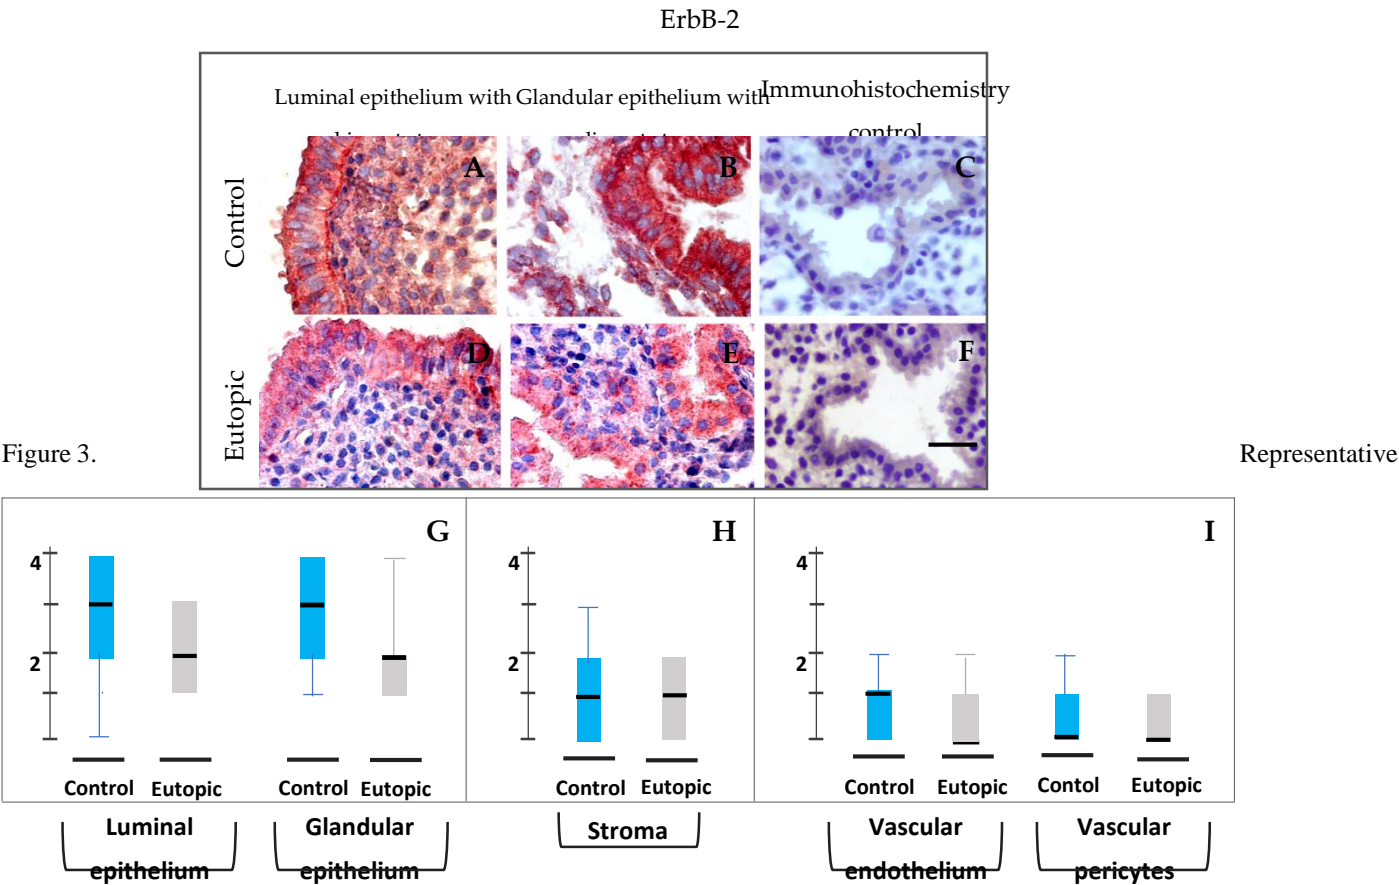 ErbB-2
Luminal epithelium with Glandular epithelium with Immunohistochemistry
control
Control
A
B
C
Eutopic
D
E
F
Figure 3.
Representative
G
H
I
4
2
4
2
4
2
Control Eutopic Control Eutopic Control Eutopic Control Eutopic Contol Eutopic
Luminal
epithelium
Glandular
epithelium
Stroma
Vascular
endothelium
Vascular
pericytes